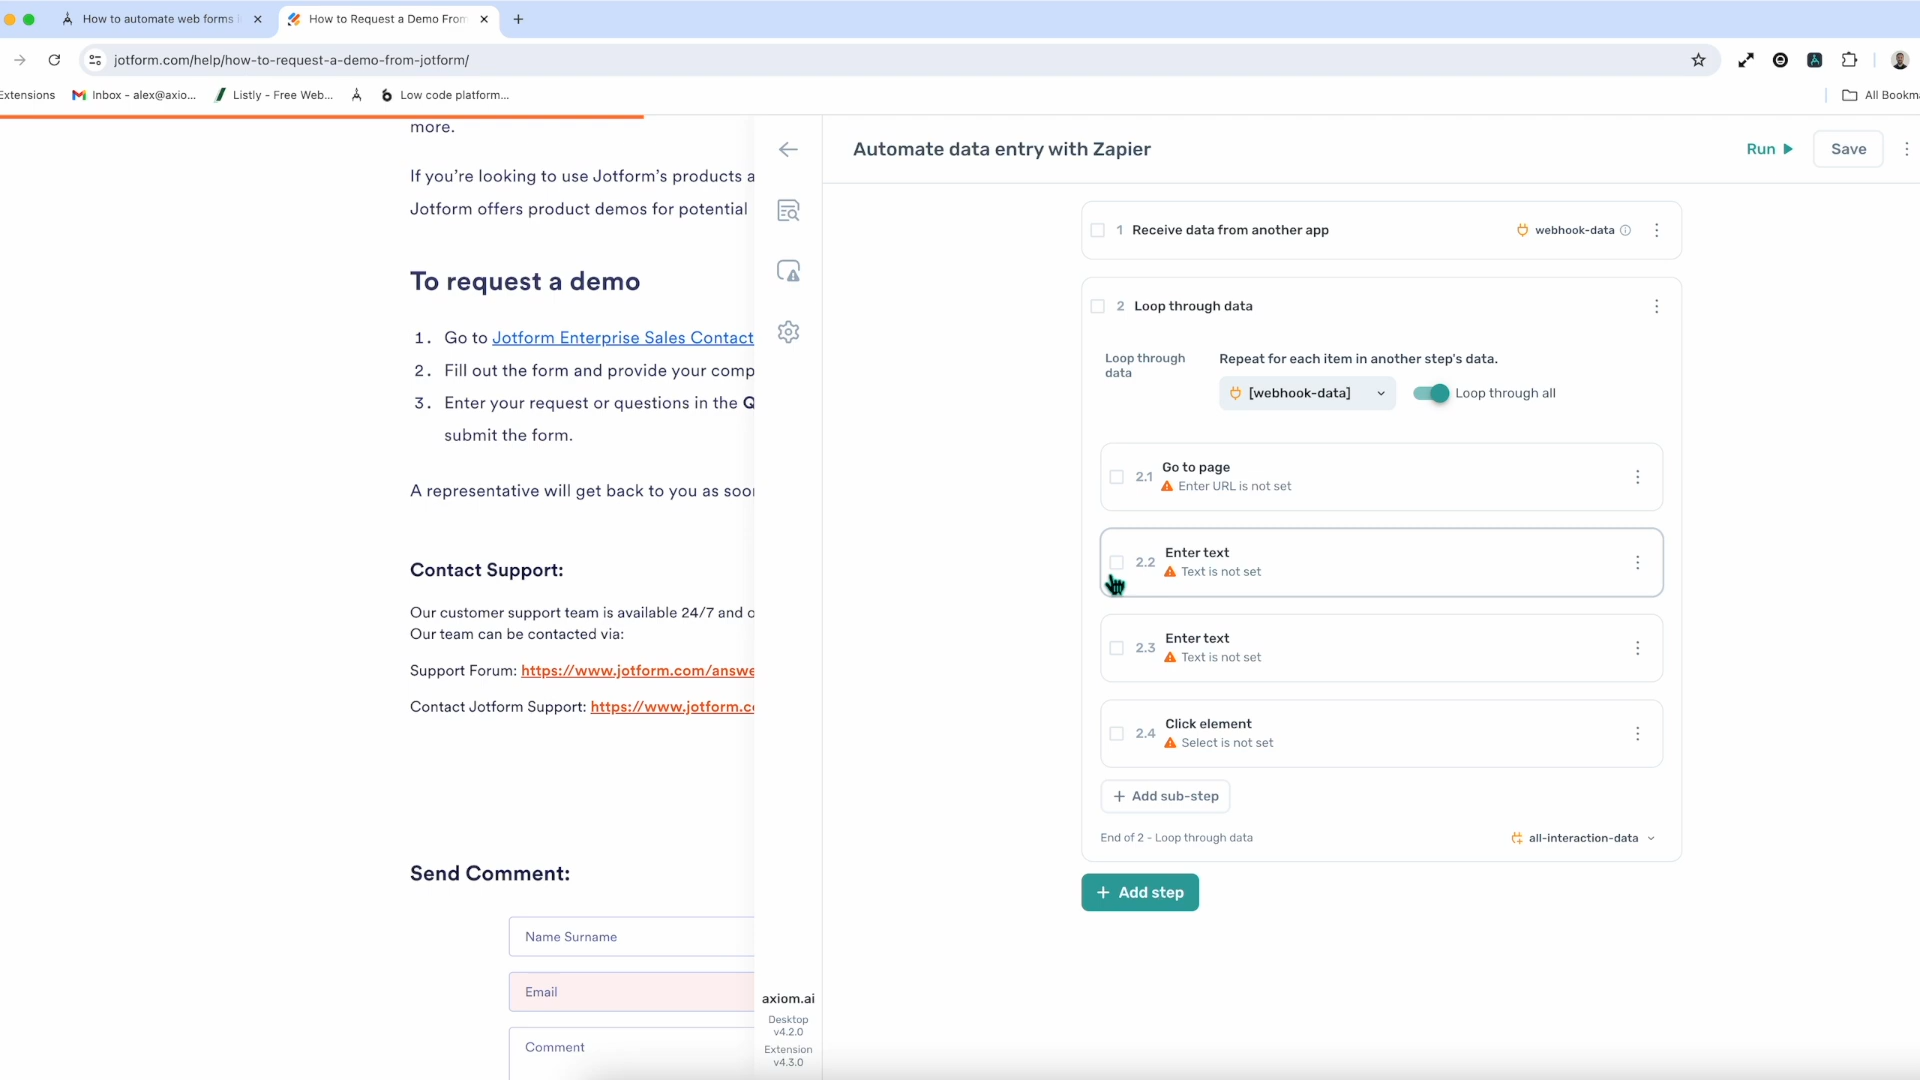 How to automate web forms
How to Request a Demo From
jotform.com/help/how-to-request-a-demo-from-jotform/
Extensions
Inbox - alex@axio...
Listly - Free Web...
Low code platform...
All Bookma
more.
If you’re looking to use Jotform’s products a
Jotform offers product demos for potential
To request a demo
1. Go to Jotform Enterprise Sales Contact
2. Fill out the form and provide your comp
3. Enter your request or questions in the Q
submit the form.
A representative will get back to you as soon
Contact Support:
Our customer support team is available 24/7 and o
Our team can be contacted via:
Support Forum: https://www.jotform.com/answe
Contact Jotform Support: https://www.jotform.co
Send Comment:
Name Surname
Email
Comment
axiom.ai
Desktop
v4.2.0
Extension
v4.3.0
Automate data entry with Zapier
Run
Save
1 Receive data from another app
webhook-data
2 Loop through data
Loop through
data
Repeat for each item in another step's data.
[webhook-data]
Loop through all
2.1 Go to page
Enter URL is not set
2.2 Enter text
Text is not set
2.3 Enter text
Text is not set
2.4 Click element
Select is not set
+ Add sub-step
End of 2 - Loop through data
all-interaction-data
+ Add step